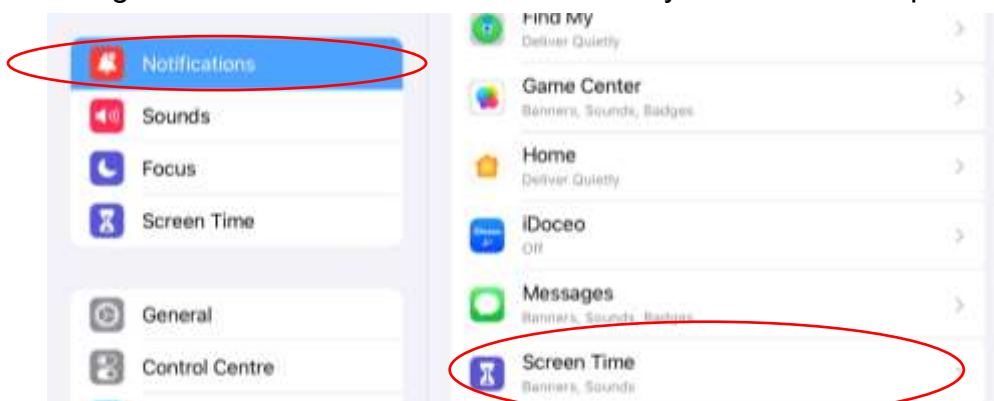 Notifications
Sounds
Focus
Screen Time
General
Control Centre
Find My
Deliver Quietly
Game Center
Banners, Sounds, Badges
Home
Deliver Quietly
iDoceo
Off
Messages
Banners, Sounds, Badges
Screen Time
Banners, Sounds